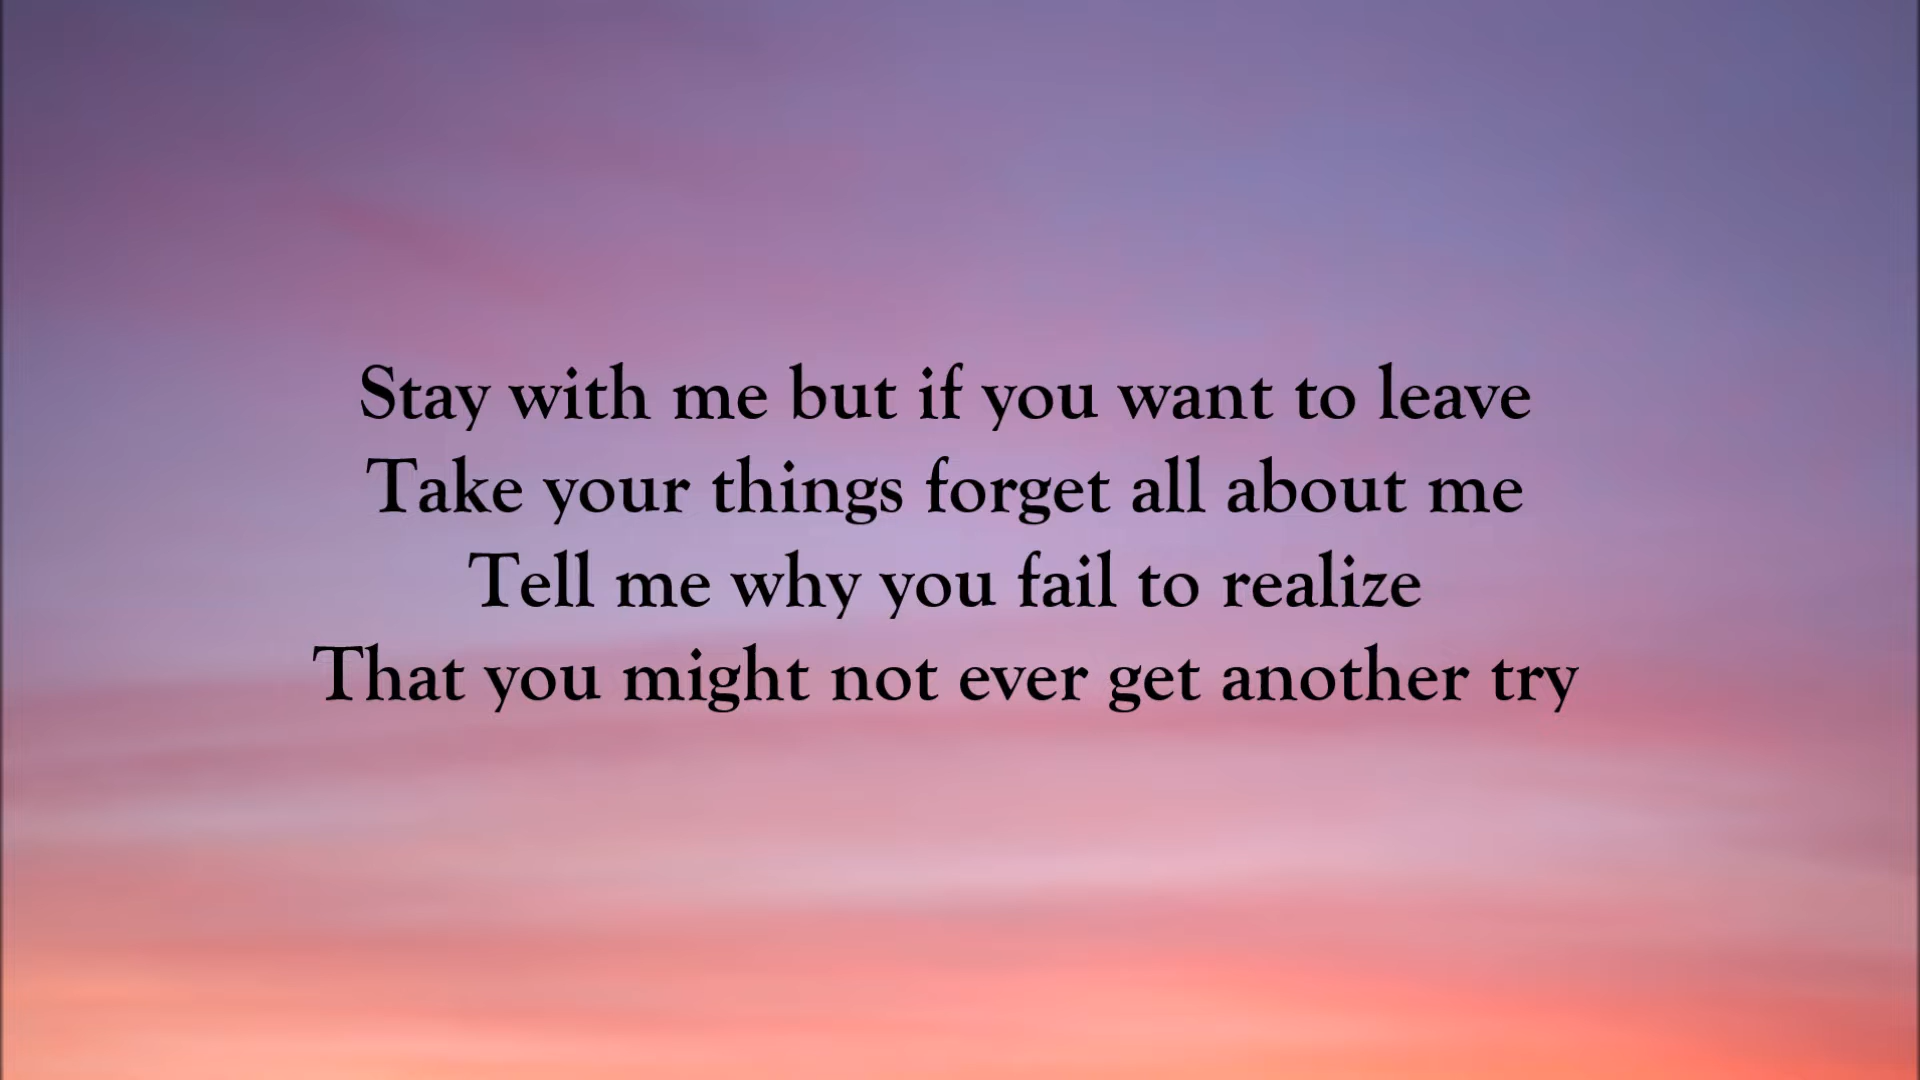 Stay with me but if you want to leave
Take your things forget all about me
Tell me why you fail to realize
That you might not ever get another try